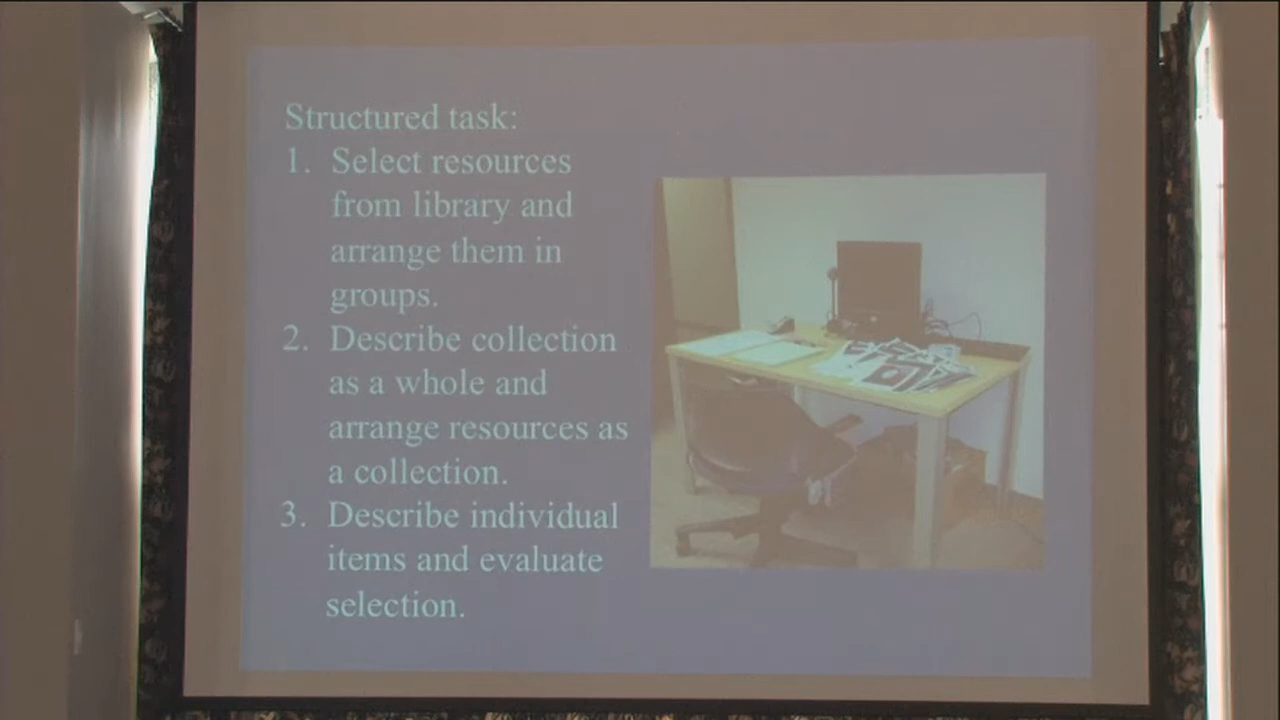 Structured task:
1. Select resources
from library and
arrange them in
groups.
2. Describe collection
as a whole and
arrange resources as
a collection.
3. Describe individual
items and evaluate
selection.